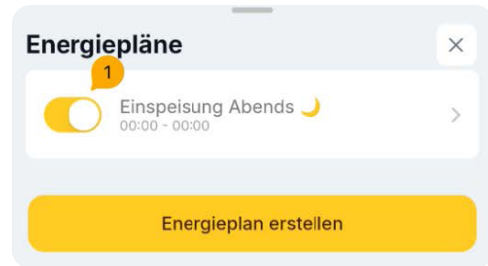 Energiepläne
1
Einspeisung Abends 🌙
00:00 - 00:00
Energieplan erstellen